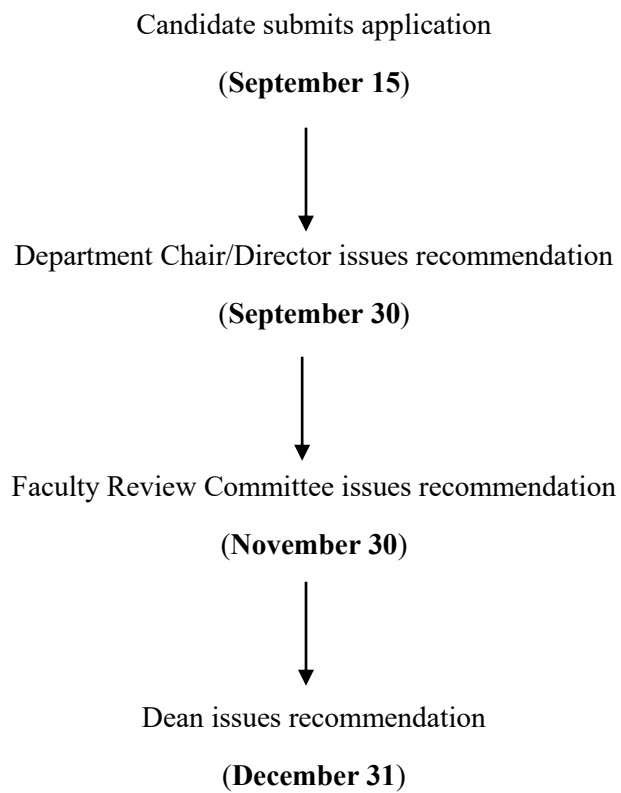 Candidate submits application
(September 15)
Department Chair/Director issues recommendation
(September 30)
Faculty Review Committee issues recommendation
(November 30)
Dean issues recommendation
(December 31)